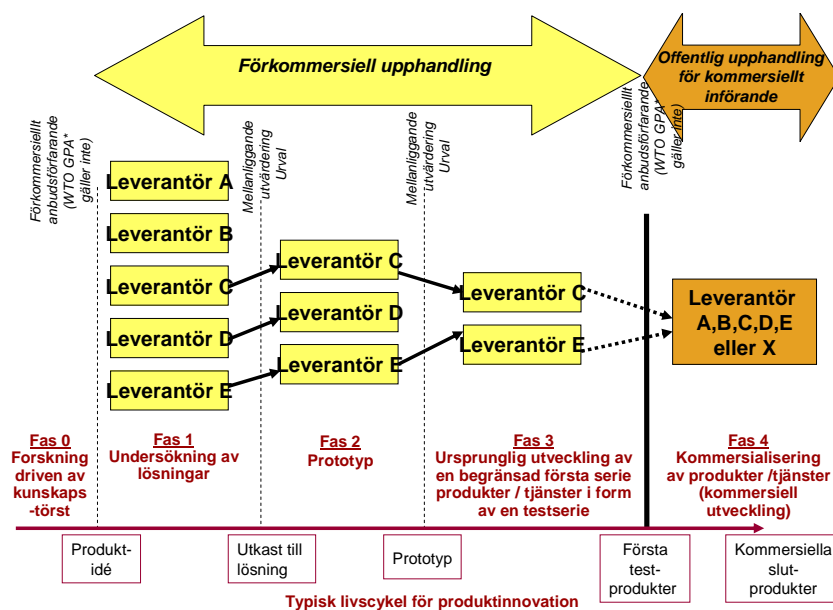 Förkommersiell upphandling
Offentlig upphandling
för kommersiellt
införande
Förkommersiellt
anbudsförfarande
(WTO GPA*
gäller inte)
Mellanliggande
utvärdering
Urval
Mellanliggande
utvärdering
Urval
Förkommersiellt
anbudsförfarande
(WTO GPA*
gäller inte)
Leverantör A
Leverantör B
Leverantör C
Leverantör D
Leverantör E
Leverantör C
Leverantör D
Leverantör E
Leverantör C
Leverantör E
Leverantör
A,B,C,D,E
eller X
Fas 0
Forskning
driven av
kunskaps
-törst
Fas 1
Undersökning av
lösningar
Fas 2
Prototyp
Fas 3
Ursprunglig utveckling av
en begränsad första serie
produkter / tjänster i form
av en testserie
Fas 4
Kommersialisering
av produkter /tjänster
(kommersiell
utveckling)
Produkt-
idé
Utkast till
lösning
Prototyp
Första
test-
produkter
Kommersiella
slut-
produkter
Typisk livscykel för produktinnovation